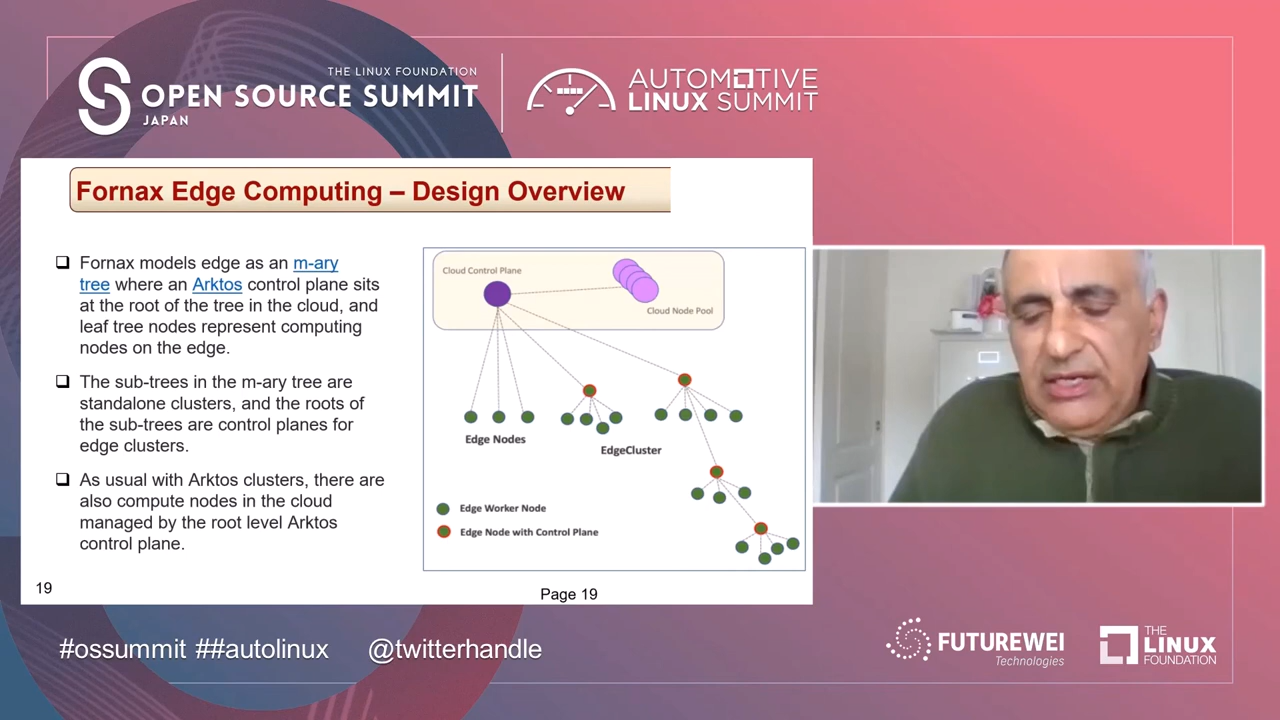 THE LINUX FOUNDATION
OPEN SOURCE SUMMIT
JAPAN
AUTOMOTIVE
LINUX SUMMIT
Fornax Edge Computing – Design Overview
Fornax models edge as an m-ary
tree where an Arktos control plane sits
at the root of the tree in the cloud, and
leaf tree nodes represent computing
nodes on the edge.
The sub-trees in the m-ary tree are
standalone clusters, and the roots of
the sub-trees are control planes for
edge clusters.
As usual with Arktos clusters, there are
also compute nodes in the cloud
managed by the root level Arktos
control plane.
Cloud Control Plane
Cloud Node Pool
Edge Nodes
EdgeCluster
Edge Worker Node
Edge Node with Control Plane
19
Page 19
#ossummit ##autolinux @twitterhandle
FUTUREWEI
Technologies
THE
LINUX
FOUNDATION